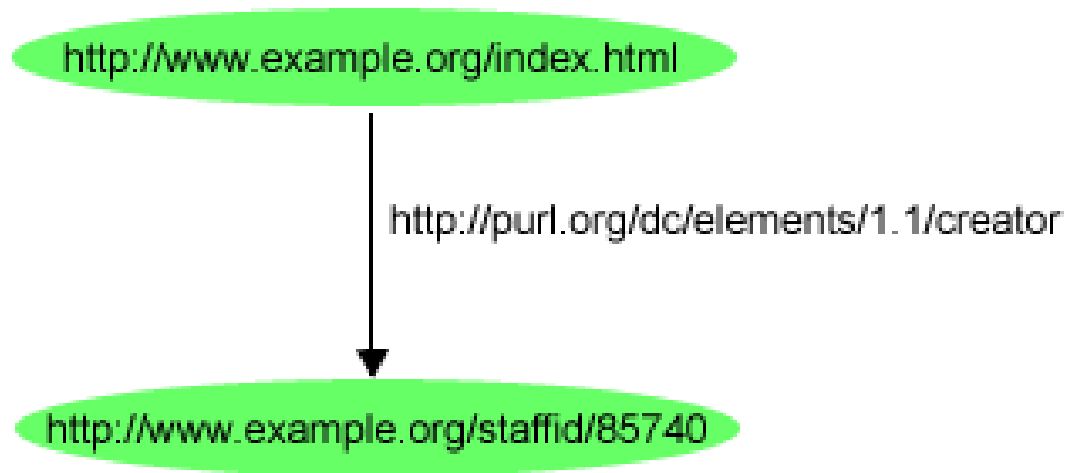 http://www.example.org/index.html
http://purl.org/dc/elements/1.1/creator
http://www.example.org/staffid/85740